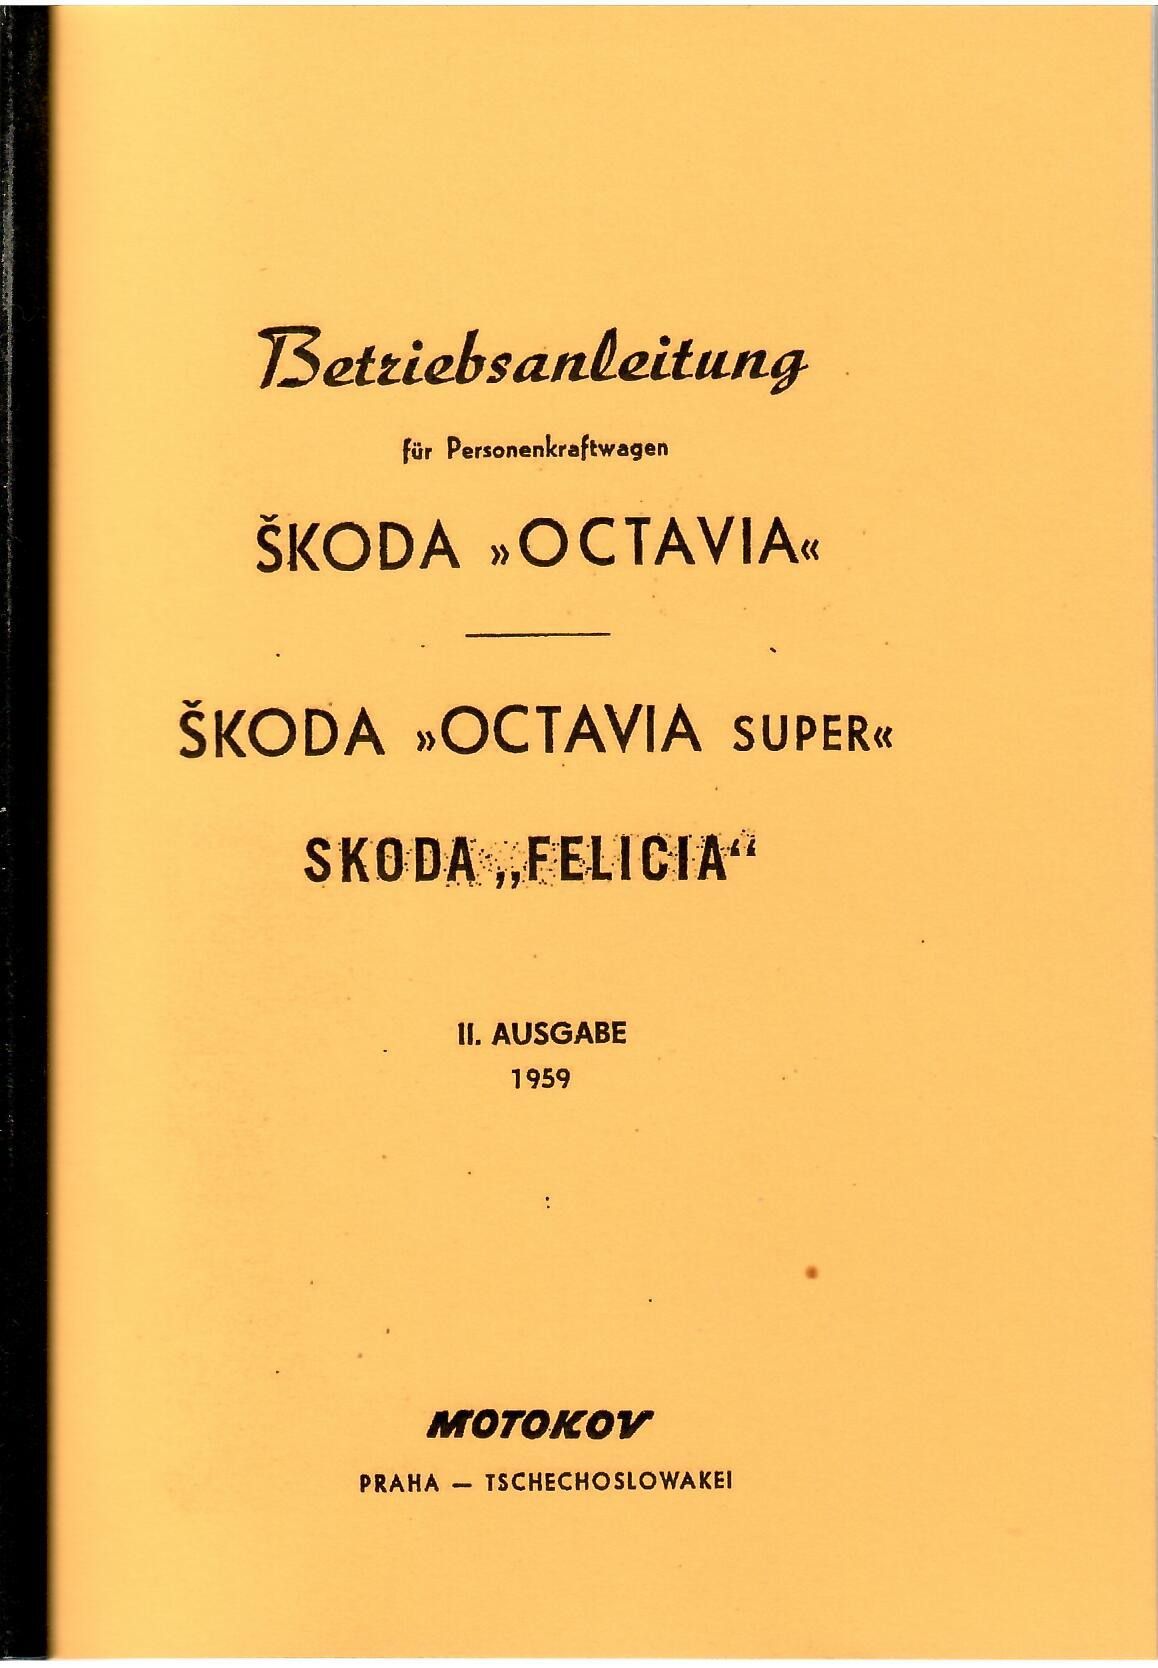 Betriebsanleitung
für Personenkraftwagen
ŠKODA »OCTAVIA«
ŠKODA »OCTAVIA SUPER«
SKODA „FELICIA“
II. AUSGABE
1959
MOTOKOV
PRAHA — TSCHECHOSLOWAKEI